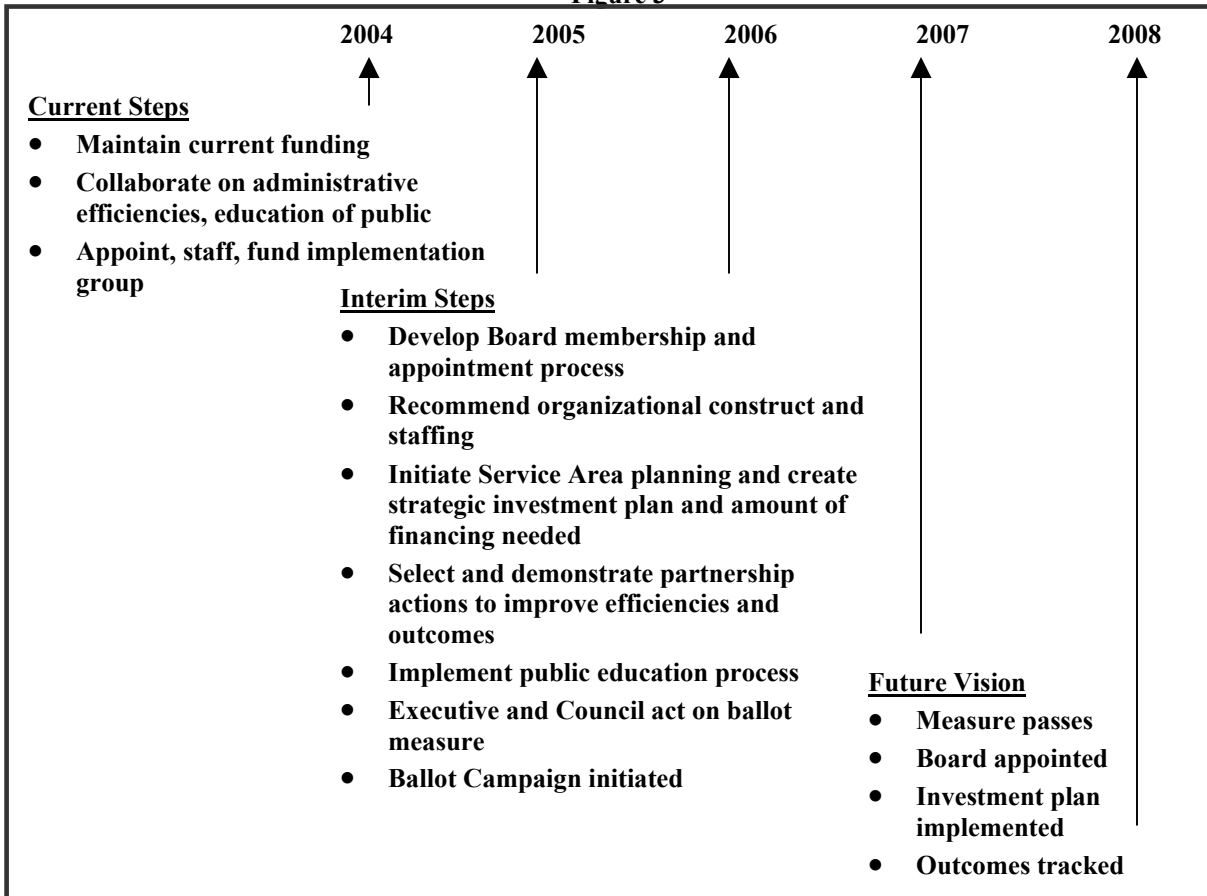 Figure 3
2004 2005 2006 2007 2008
Current Steps
• Maintain current funding
• Collaborate on administrative
efficiencies, education of public
• Appoint, staff, fund implementation
group
Interim Steps
• Develop Board membership and
appointment process
• Recommend organizational construct and
staffing
• Initiate Service Area planning and create
strategic investment plan and amount of
financing needed
• Select and demonstrate partnership
actions to improve efficiencies and
outcomes
• Implement public education process
• Executive and Council act on ballot
measure
• Ballot Campaign initiated
Future Vision
• Measure passes
• Board appointed
• Investment plan
implemented
• Outcomes tracked